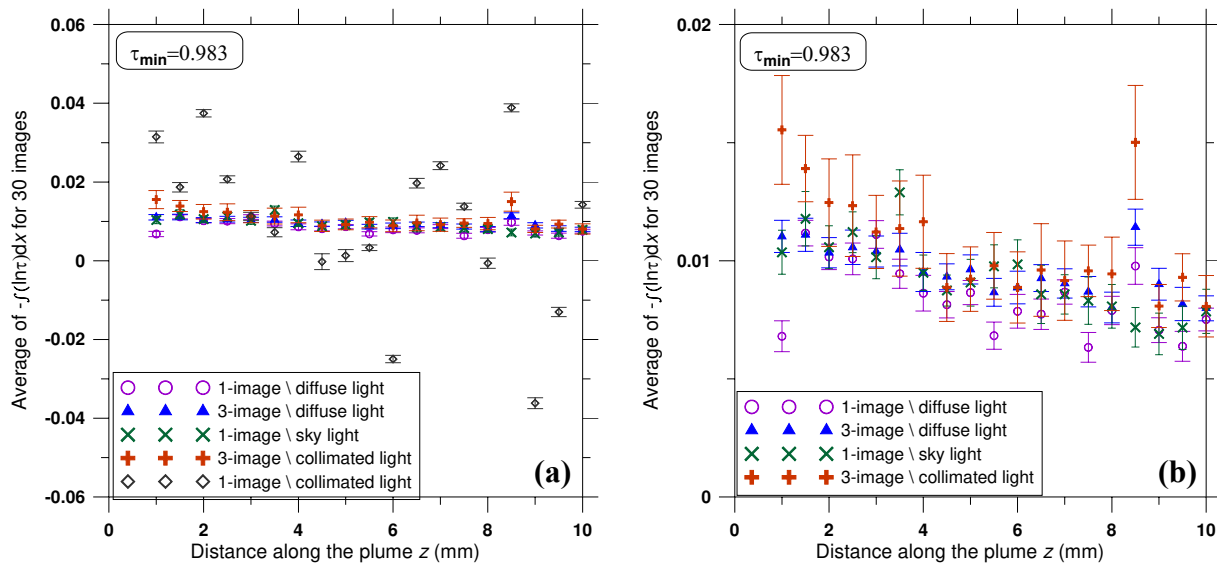 0.06
0.04
0.02
0
-0.02
-0.04
-0.06
Average of -∫(lnτ)dx for 30 images
τmin=0.983
1-image \ diffuse light
3-image \ diffuse light
1-image \ sky light
3-image \ collimated light
1-image \ collimated light
(a)
0 2 4 6 8 10
Distance along the plume z (mm)
0.02
0.01
0
Average of -∫(lnτ)dx for 30 images
τmin=0.983
1-image \ diffuse light
3-image \ diffuse light
1-image \ sky light
3-image \ collimated light
(b)
0 2 4 6 8 10
Distance along the plume z (mm)